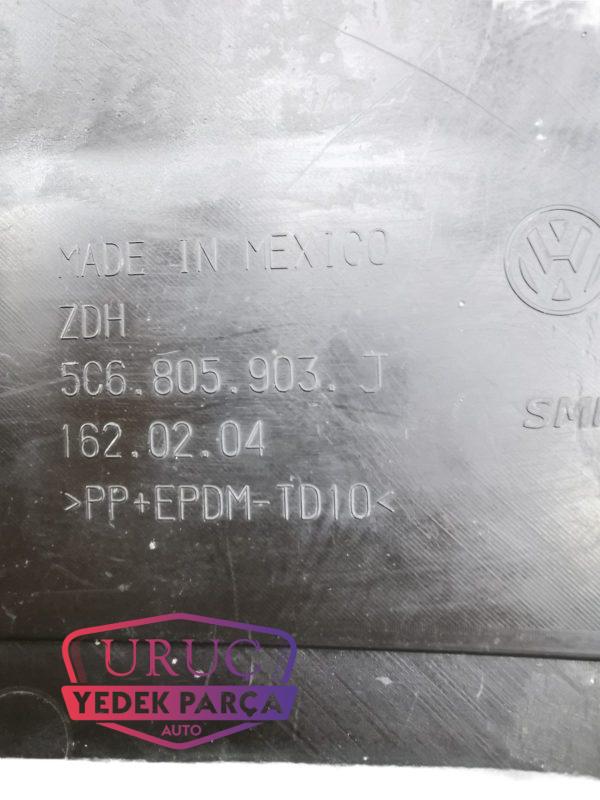 MADE IN MEXICO
ZDH
5C6.805.903. J
162.02.04
>PP+EPDM-TD10<
URUÇ
YEDEK PARÇA
AUTO